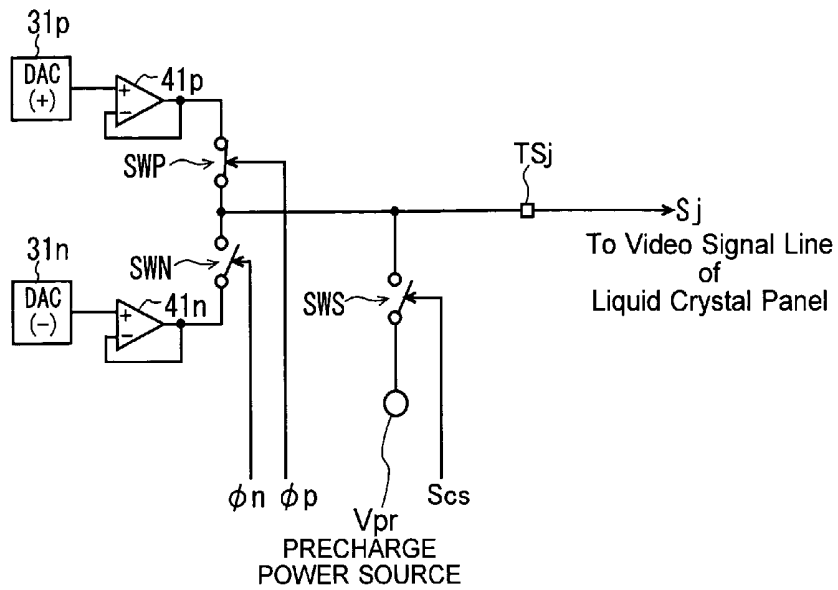 31p
DAC
(+)
41p
SWP
TSj
Sj
To Video Signal Line
of
Liquid Crystal Panel
31n
DAC
(−)
SWN
41n
SWS
ϕn
ϕp
Scs
Vpr
PRECHARGE
POWER SOURCE